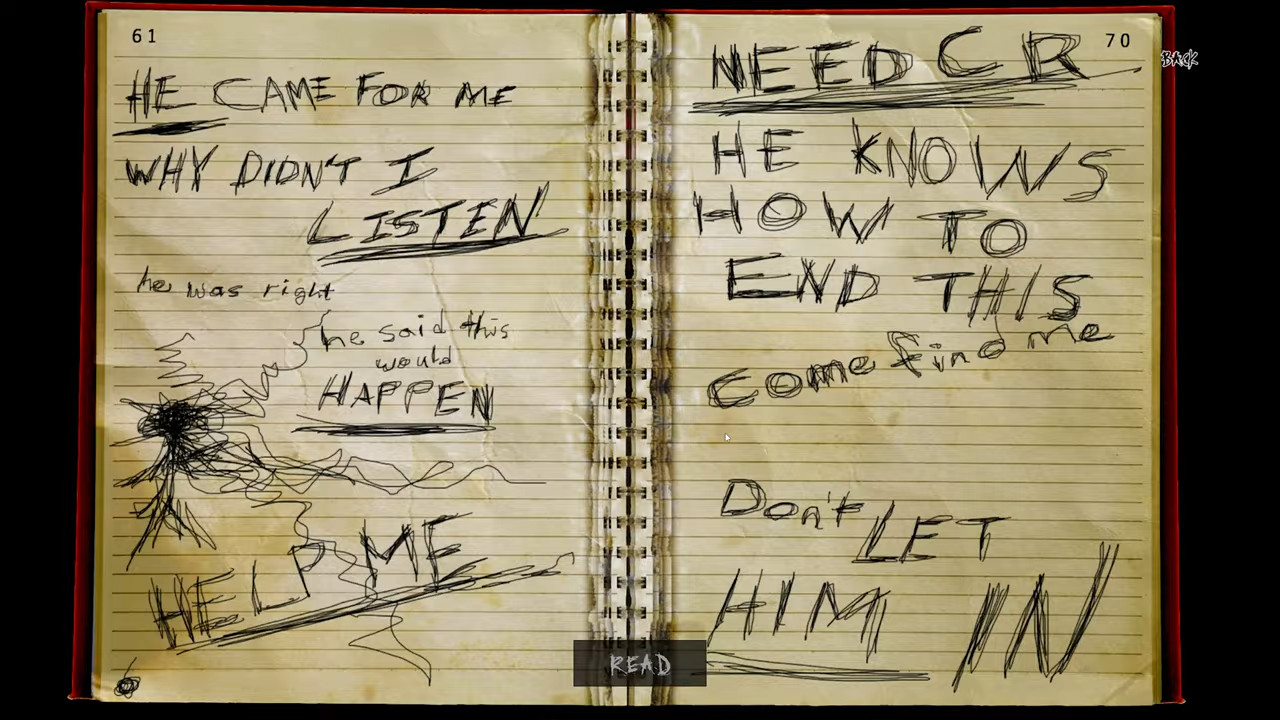 61
HE CAME FOR ME
WHY DIDN'T I
LISTEN
he was right
he said this
would
HAPPEN
HELP ME
70
BACK
NEED CR
HE KNOWS
HOW TO
END THIS
come find me
Don't LET
HIM IN
READ